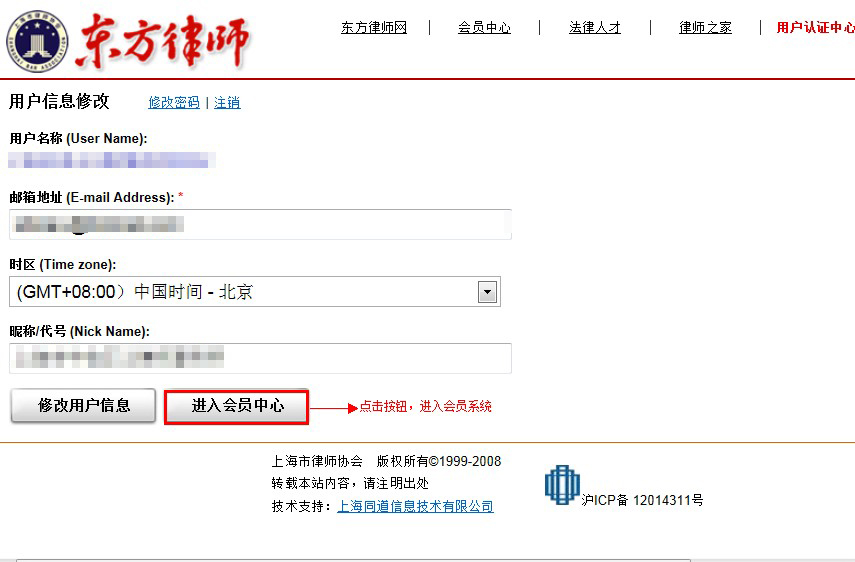 东方律师
东方律师网 | 会员中心 | 法律人才 | 律师之家 | 用户认证中心
用户信息修改 修改密码 | 注销
用户名称 (User Name):
邮箱地址 (E-mail Address): *
时区 (Time zone):
(GMT+08:00）中国时间 - 北京
昵称/代号 (Nick Name):
修改用户信息 进入会员中心 点击按钮，进入会员系统
上海市律师协会 版权所有©1999-2008
转载本站内容，请注明出处
技术支持：上海同道信息技术有限公司
沪ICP备 12014311号